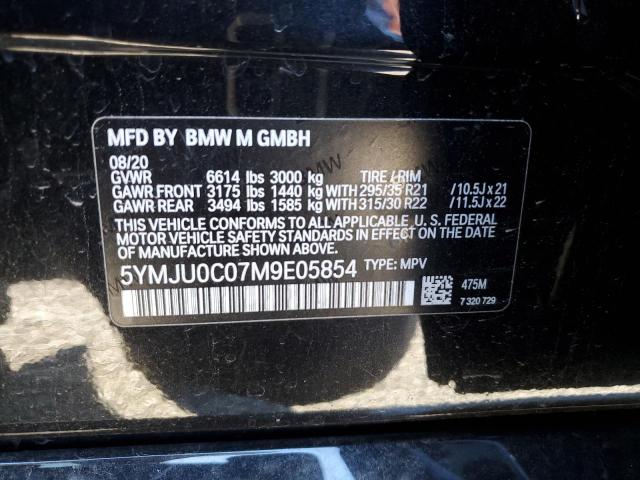 MFD BY BMW M GMBH
08/20
GVWR 6614 lbs 3000 kg TIRE / RIM
GAWR FRONT 3175 lbs 1440 kg WITH 295/35 R21 /10.5J x 21
GAWR REAR 3494 lbs 1585 kg WITH 315/30 R22 /11.5J x 22
THIS VEHICLE CONFORMS TO ALL APPLICABLE U. S. FEDERAL
MOTOR VEHICLE SAFETY STANDARDS IN EFFECT ON THE DATE
OF MANUFACTURE SHOWN ABOVE.
5YMJU0C07M9E05854 TYPE: MPV
475M
7 320 729